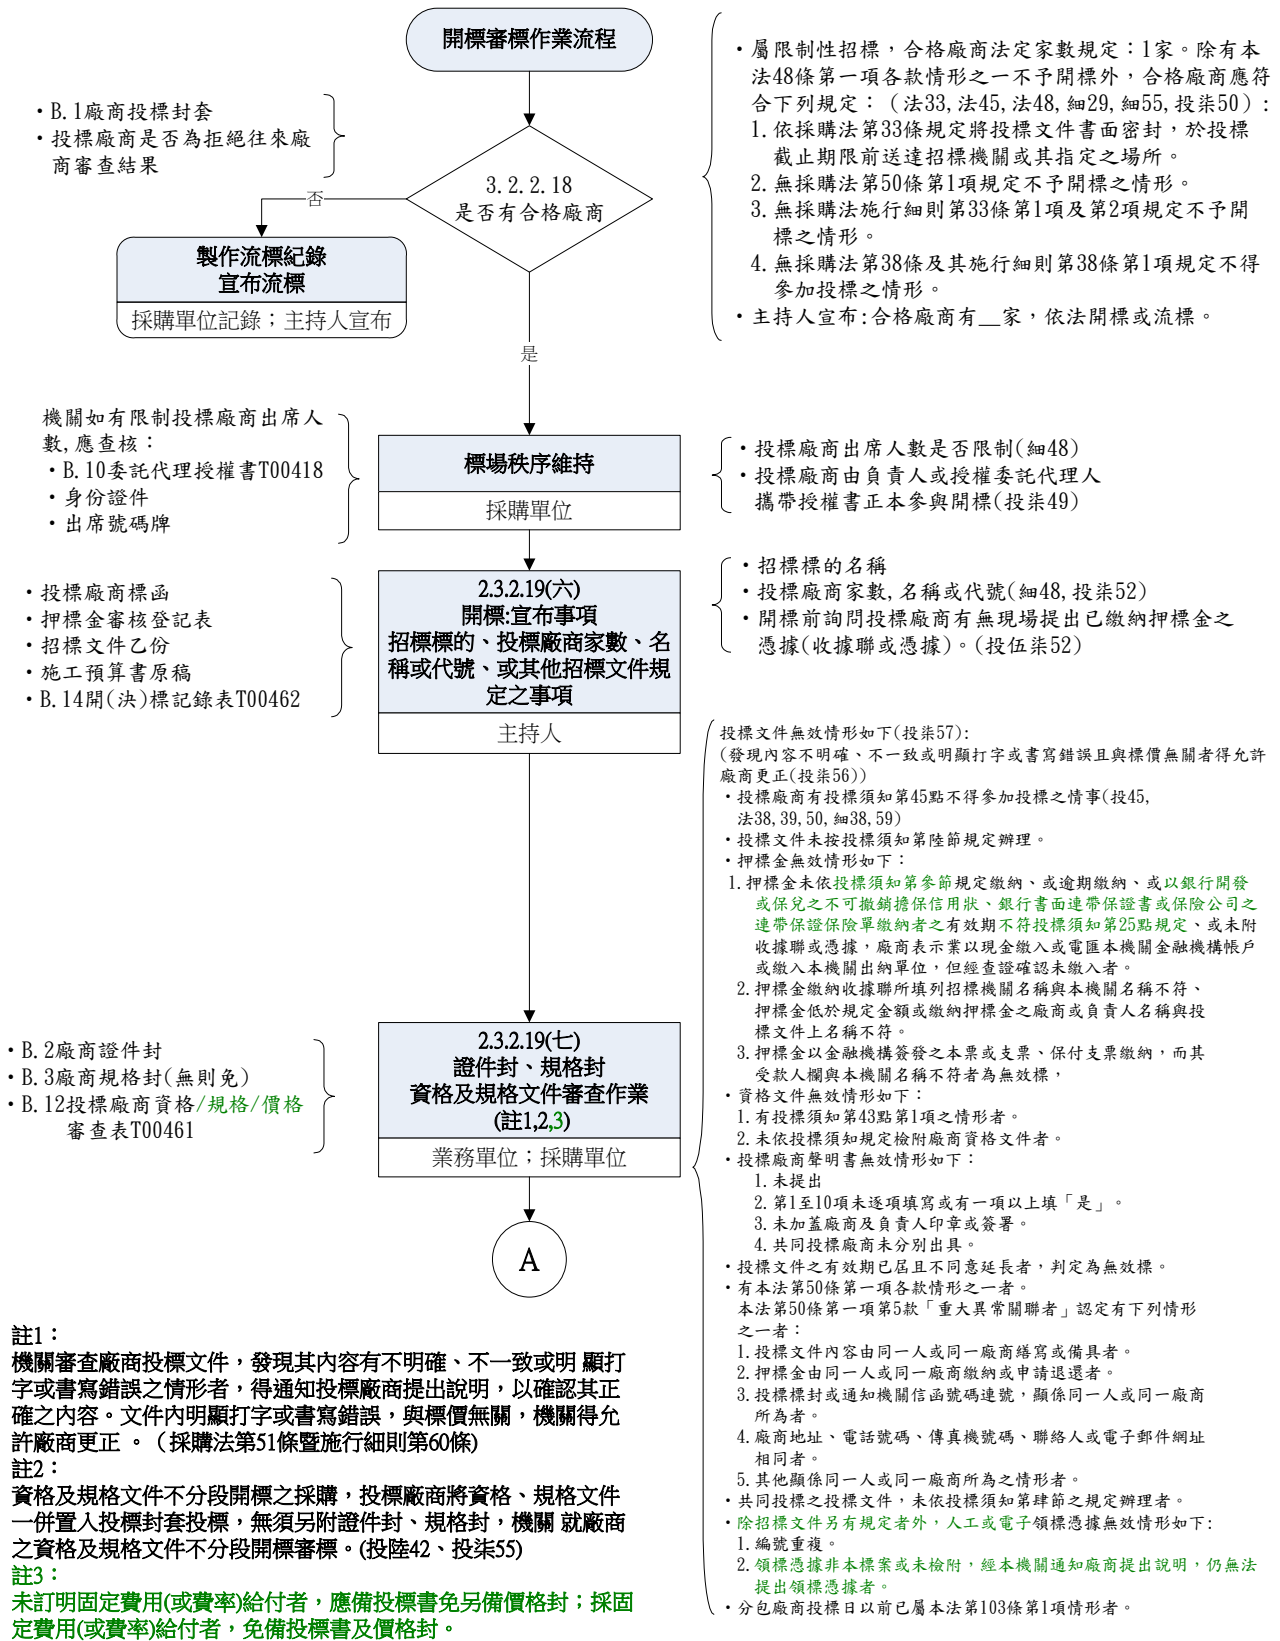 開標審標作業流程
・B.1廠商投標封套
・投標廠商是否為拒絕往來廠
商審查結果
・屬限制性招標，合格廠商法定家數規定：1家。除有本
法48條第一項各款情形之一不予開標外，合格廠商應符
合下列規定：（法33,法45,法48,細29,細55,投柒50）:
1.依採購法第33條規定將投標文件書面密封，於投標
截止期限前送達招標機關或其指定之場所。
2.無採購法第50條第1項規定不予開標之情形。
3.無採購法施行細則第33條第1項及第2項規定不予開
標之情形。
4.無採購法第38條及其施行細則第38條第1項規定不得
參加投標之情形。
・主持人宣布:合格廠商有__家，依法開標或流標。
3.2.2.18
是否有合格廠商
否
製作流標紀錄
宣布流標
採購單位記錄；主持人宣布
是
機關如有限制投標廠商出席人
數,應查核：
・B.10委託代理授權書T00418
・身份證件
・出席號碼牌
標場秩序維持
採購單位
・投標廠商出席人數是否限制(細48)
・投標廠商由負責人或授權委託代理人
攜帶授權書正本參與開標(投柒49)
・投標廠商標函
・押標金審核登記表
・招標文件乙份
・施工預算書原稿
・B.14開(決)標記錄表T00462
2.3.2.19(六)
開標:宣布事項
招標標的、投標廠商家數、名
稱或代號、或其他招標文件規
定之事項
主持人
・招標標的名稱
・投標廠商家數,名稱或代號(細48,投柒52)
・開標前詢問投標廠商有無現場提出已繳納押標金之
憑據(收據聯或憑據)。(投伍柒52)
・B.2廠商證件封
・B.3廠商規格封(無則免)
・B.12投標廠商資格/規格/價格
審查表T00461
2.3.2.19(七)
證件封、規格封
資格及規格文件審查作業
(註1,2,3)
業務單位；採購單位
A
投標文件無效情形如下(投柒57):
(發現內容不明確、不一致或明顯打字或書寫錯誤且與標價無關者得允許
廠商更正(投柒56))
・投標廠商有投標須知第45點不得參加投標之情事(投45,
法38,39,50,細38,59)
・投標文件未按投標須知第陸節規定辦理。
・押標金無效情形如下：
1.押標金未依投標須知第參節規定繳納、或逾期繳納、或以銀行開發
或保兌之不可撤銷擔保信用狀、銀行書面連帶保證書或保險公司之
連帶保證保險單繳納者之有效期不符投標須知第25點規定、或未附
收據聯或憑據，廠商表示業以現金繳入或電匯本機關金融機構帳戶
或繳入本機關出納單位，但經查證確認未繳入者。
2.押標金繳納收據聯所填列招標機關名稱與本機關名稱不符、
押標金低於規定金額或繳納押標金之廠商或負責人名稱與投
標文件上名稱不符。
3.押標金以金融機構簽發之本票或支票、保付支票繳納，而其
受款人欄與本機關名稱不符者為無效標，
・資格文件無效情形如下：
1.有投標須知第43點第1項之情形者。
2.未依投標須知規定檢附廠商資格文件者。
・投標廠商聲明書無效情形如下：
1.未提出
2.第1至10項未逐項填寫或有一項以上填「是」。
3.未加蓋廠商及負責人印章或簽署。
4.共同投標廠商未分別出具。
・投標文件之有效期已屆且不同意延長者，判定為無效標。
・有本法第50條第一項各款情形之一者。
本法第50條第一項第5款「重大異常關聯者」認定有下列情形
之一者：
1.投標文件內容由同一人或同一廠商繕寫或備具者。
2.押標金由同一人或同一廠商繳納或申請退還者。
3.投標標封或通知機關信函號碼連號，顯係同一人或同一廠商
所為者。
4.廠商地址、電話號碼、傳真機號碼、聯絡人或電子郵件網址
相同者。
5.其他顯係同一人或同一廠商所為之情形者。
・共同投標之投標文件，未依投標須知第肆節之規定辦理者。
・除招標文件另有規定者外，人工或電子領標憑據無效情形如下:
1.編號重複。
2.領標憑據非本標案或未檢附，經本機關通知廠商提出說明，仍無法
提出領標憑據者。
・分包廠商投標日以前已屬本法第103條第1項情形者。
註1：
機關審查廠商投標文件，發現其內容有不明確、不一致或明 顯打
字或書寫錯誤之情形者，得通知投標廠商提出說明，以確認其正
確之內容。文件內明顯打字或書寫錯誤，與標價無關，機關得允
許廠商更正 。（採購法第51條暨施行細則第60條)
註2：
資格及規格文件不分段開標之採購，投標廠商將資格、規格文件
一併置入投標封套投標，無須另附證件封、規格封，機關 就廠商
之資格及規格文件不分段開標審標。(投陸42、投柒55)
註3：
未訂明固定費用(或費率)給付者，應備投標書免另備價格封；採固
定費用(或費率)給付者，免備投標書及價格封。